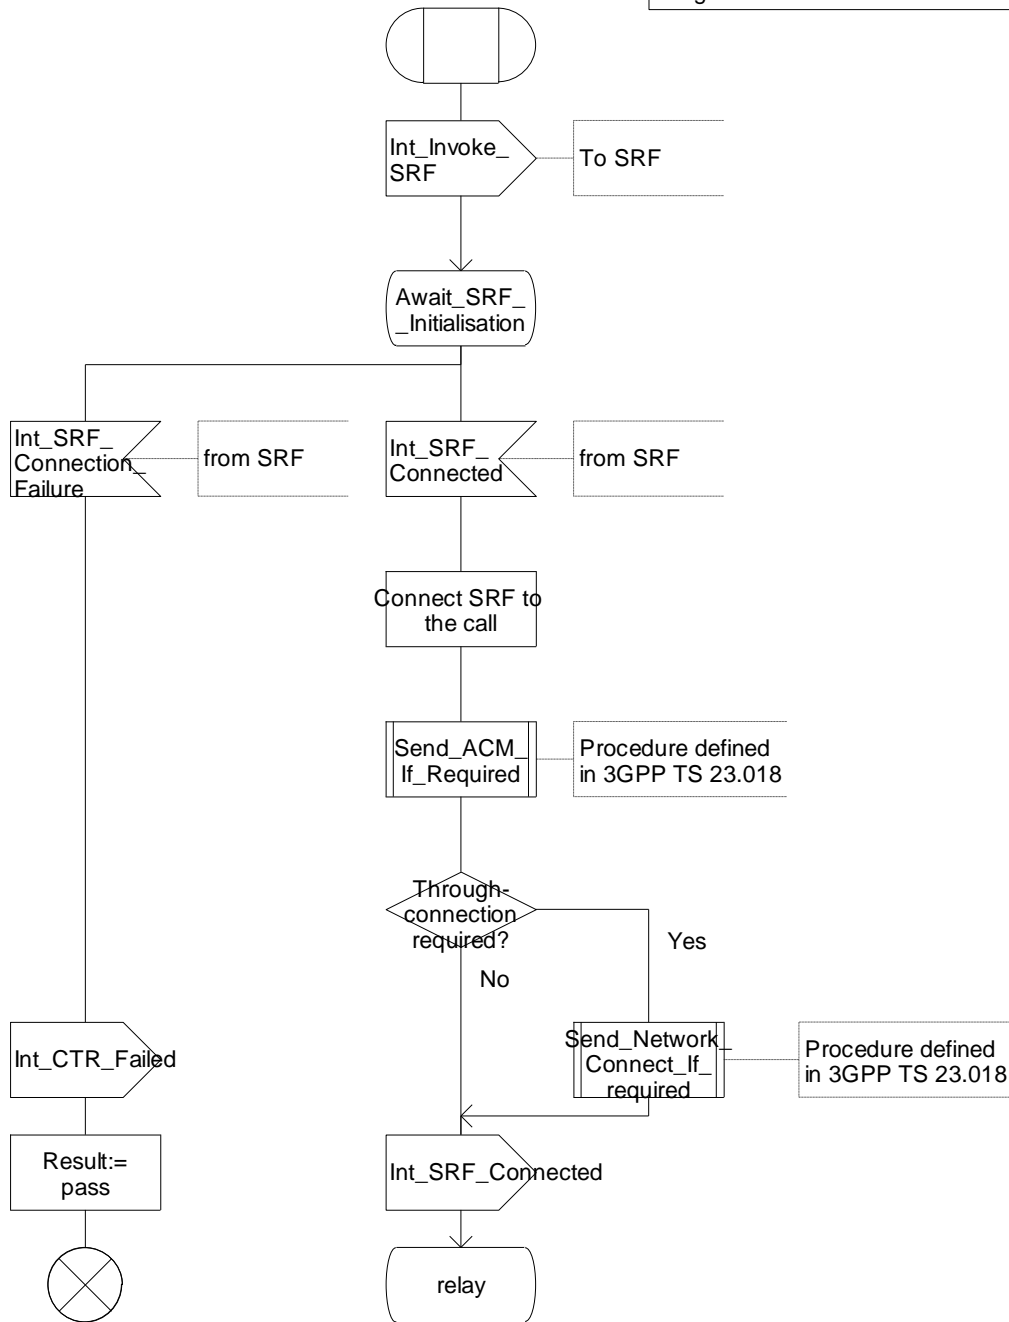 Int_Invoke_
SRF
To SRF
Await_SRF_
_Initialisation
Int_SRF_
Connection_
Failure
from SRF
Int_SRF_
Connected
from SRF
Connect SRF to
the call
Send_ACM_
If_Required
Procedure defined
in 3GPP TS 23.018
Through-
connection
required?
Yes
No
Int_CTR_Failed
Send_Network_
Connect_If_
required
Procedure defined
in 3GPP TS 23.018
Result:=
pass
Int_SRF_Connected
relay